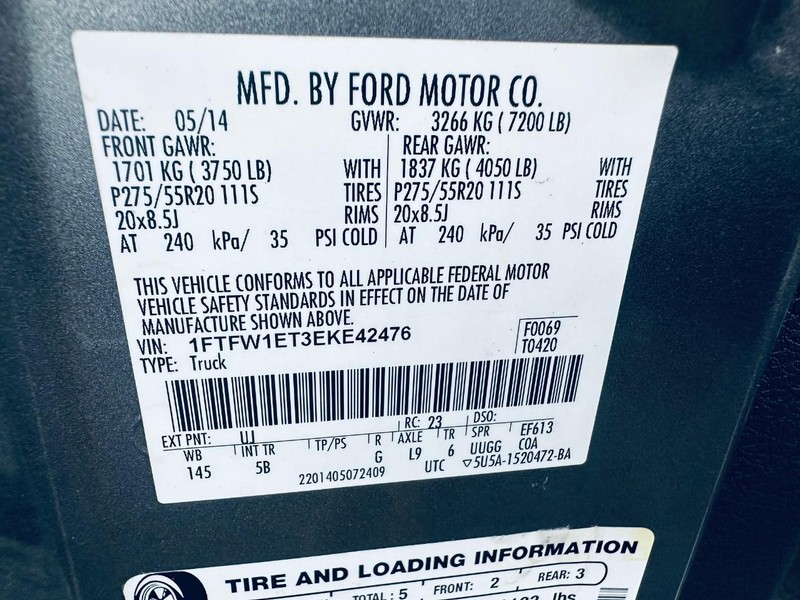 MFD. BY FORD MOTOR CO.
DATE: 05/14 GVWR: 3266 KG ( 7200 LB)
FRONT GAWR: REAR GAWR:
1701 KG ( 3750 LB) WITH 1837 KG ( 4050 LB) WITH
P275/55R20 111S TIRES P275/55R20 111S TIRES
20x8.5J RIMS 20x8.5J RIMS
AT 240 kPa/ 35 PSI COLD AT 240 kPa/ 35 PSI COLD
THIS VEHICLE CONFORMS TO ALL APPLICABLE FEDERAL MOTOR
VEHICLE SAFETY STANDARDS IN EFFECT ON THE DATE OF
MANUFACTURE SHOWN ABOVE.
VIN: 1FTFW1ET3EKE42476 F0069
TYPE: Truck T0420
EXT PNT: UJ RC: 23 DSO:
WB INT TR TP/PS R AXLE TR SPR EF613
145 5B G L9 6 UUGG COA
2201405072409 UTC ▽5U5A-1520472-BA
TIRE AND LOADING INFORMATION
TOTAL: 5 FRONT: 2 REAR: 3
lbs